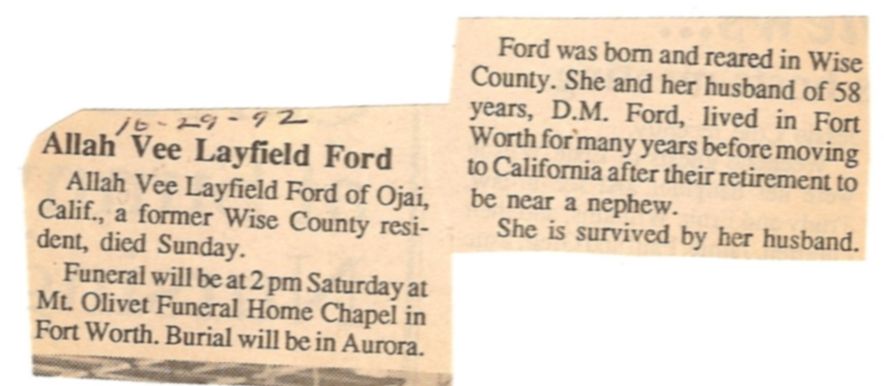 10-29-92
Allah Vee Layfield Ford
Allah Vee Layfield Ford of Ojai,
Calif., a former Wise County resi-
dent, died Sunday.
Funeral will be at 2 pm Saturday at
Mt. Olivet Funeral Home Chapel in
Fort Worth. Burial will be in Aurora.
Ford was born and reared in Wise
County. She and her husband of 58
years, D.M. Ford, lived in Fort
Worth for many years before moving
to California after their retirement to
be near a nephew.
She is survived by her husband.